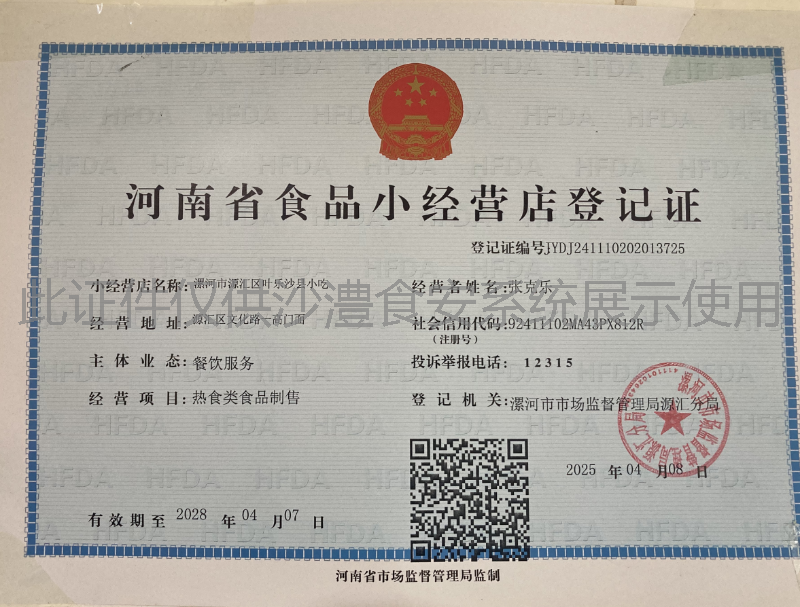 河南省食品小经营店登记证
登记证编号JYDJ241110202013725
小经营店名称:漯河市源汇区叶乐沙县小吃
经营者姓名:张克乐
此证件仅供沙澧食安系统展示使用
经营地址:源汇区文化路一高门面
社会信用代码:92411102MA43PX812R
(注册号)
主体业态:餐饮服务
投诉举报电话:12315
经营项目:热食类食品制售
登记机关:漯河市市场监督管理局源汇分局
2025年04月08日
有效期至2028年04月07日
河南省市场监督管理局监制
HFDA